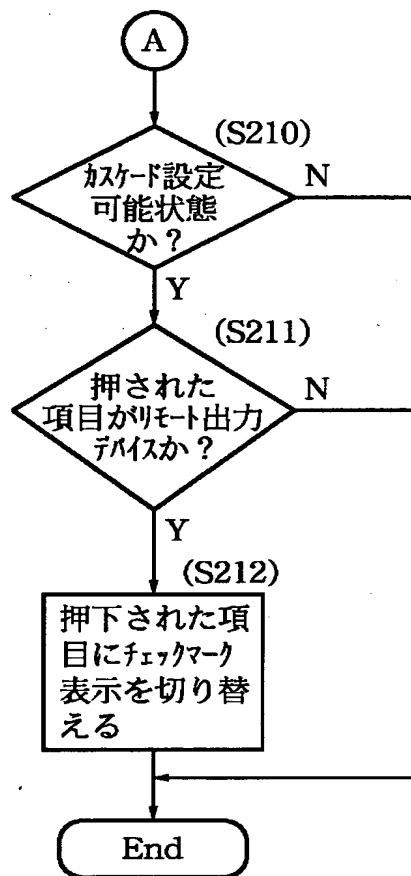 A
(S210)
カスケード設定
可能状態
か？
N
Y
(S211)
押された
項目がリモート出力
デバイスか？
N
Y
(S212)
押下された項
目にチェックマーク
表示を切り替
える
End